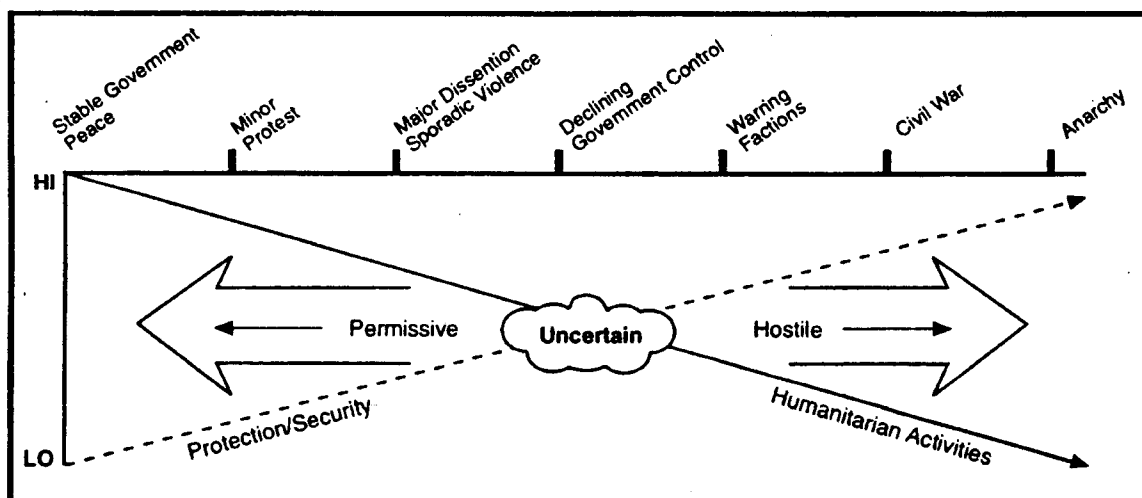 Stable Government
Peace
Minor
Protest
Major Dissention
Sporadic Violence
Declining
Government Control
Warring
Factions
Civil War
Anarchy
HI
Permissive
Uncertain
Hostile
Protection/Security
Humanitarian Activities
LO